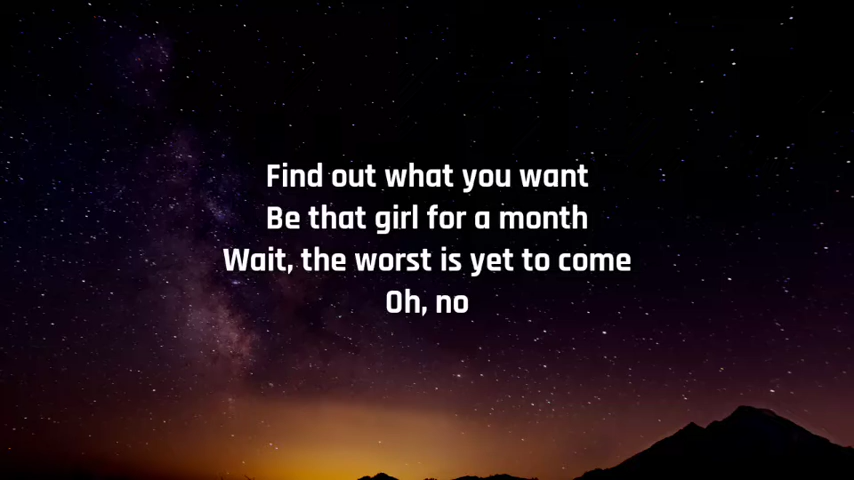 Find out what you want
Be that girl for a month
Wait, the worst is yet to come
Oh, no